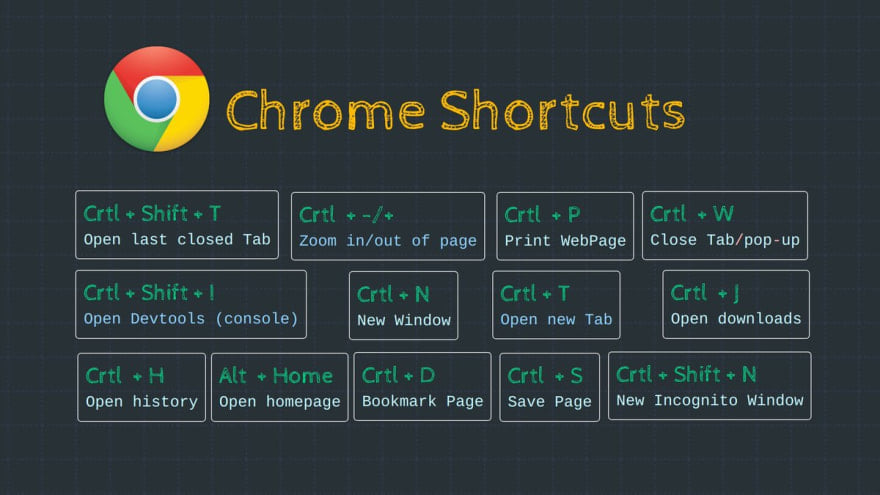 Chrome Shortcuts
Crtl + Shift + T
Open last closed Tab
Crtl + -/+
Zoom in/out of page
Crtl + P
Print WebPage
Crtl + W
Close Tab/pop-up
Crtl + Shift + I
Open Devtools (console)
Crtl + N
New Window
Crtl + T
Open new Tab
Crtl + J
Open downloads
Crtl + H
Open history
Alt + Home
Open homepage
Crtl + D
Bookmark Page
Crtl + S
Save Page
Crtl + Shift + N
New Incognito Window